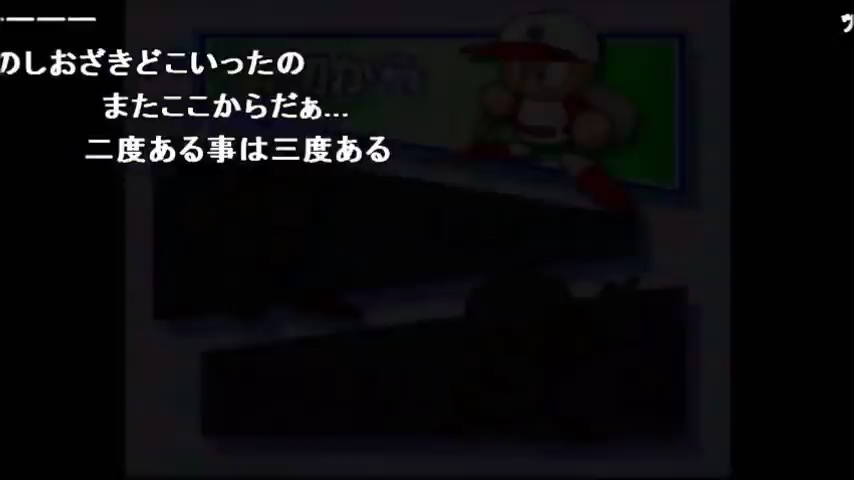 ーーー
のしおざきどこいったの
またここからだぁ...
二度ある事は三度ある